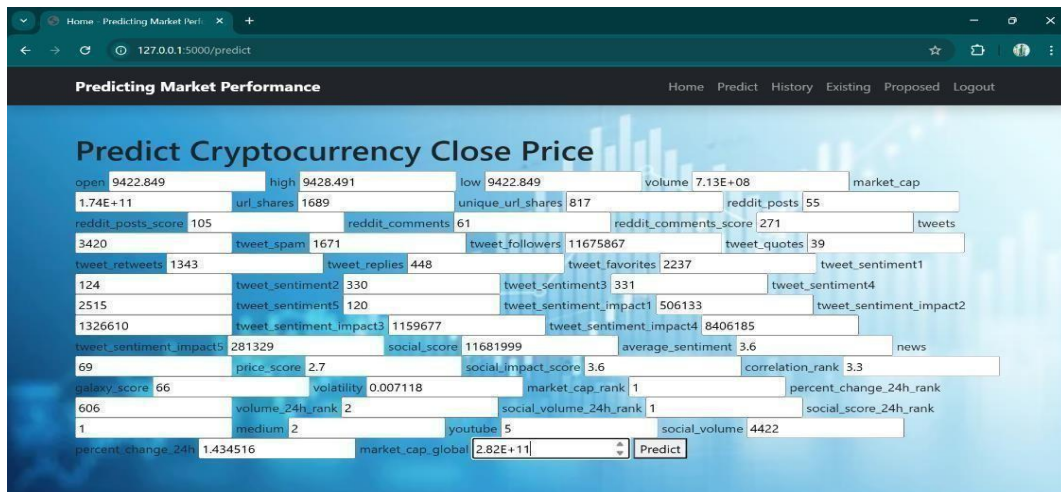 Home - Predicting Market Perf
127.0.0.1:5000/predict
Predicting Market Performance Home Predict History Existing Proposed Logout
Predict Cryptocurrency Close Price
open 9422.849 high 9428.491 low 9422.849 volume 7.13E+08 market_cap
1.74E+11 url_shares 1689 unique_url_shares 817 reddit_posts 55
reddit_posts_score 105 reddit_comments 61 reddit_comments_score 271 tweets
3420 tweet_spam 1671 tweet_followers 11675867 tweet_quotes 39
tweet_retweets 1343 tweet_replies 448 tweet_favorites 2237 tweet_sentiment1
124 tweet_sentiment2 330 tweet_sentiment3 331 tweet_sentiment4
2515 tweet_sentiment5 120 tweet_sentiment_impact1 506133 tweet_sentiment_impact2
1326610 tweet_sentiment_impact3 1159677 tweet_sentiment_impact4 8406185
tweet_sentiment_impact5 281329 social_score 11681999 average_sentiment 3.6 news
69 price_score 2.7 social_impact_score 3.6 correlation_rank 3.3
galaxy_score 66 volatility 0.007118 market_cap_rank 1 percent_change_24h_rank
606 volume_24h_rank 2 social_volume_24h_rank 1 social_score_24h_rank
1 medium 2 youtube 5 social_volume 4422
percent_change_24h 1.434516 market_cap_global 2.82E+11 Predict